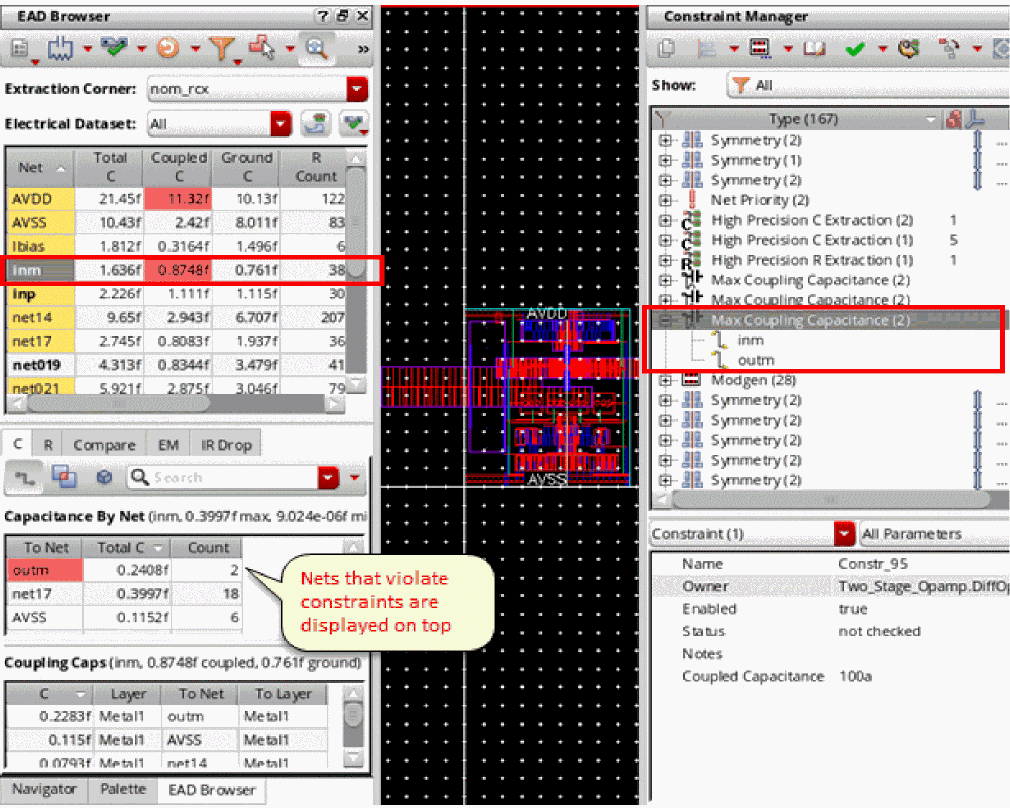 EAD Browser
Extraction Corner: nom_rcx
Electrical Dataset: All
Net Total C Coupled C Ground C R Count
AVDD 21.45f 11.32f 10.13f 122
AVSS 10.43f 2.42f 8.011f 83
Ibias 1.812f 0.3164f 1.496f 6
inm 1.636f 0.8748f 0.761f 38
inp 2.226f 1.111f 1.115f 30
net14 9.65f 2.943f 6.707f 207
net17 2.745f 0.8083f 1.937f 36
net019 4.313f 0.8344f 3.479f 41
net021 5.921f 2.875f 3.046f 79
C R Compare EM IR Drop
Search
Capacitance By Net (inm, 0.3997f max, 9.024e-06f mi
To Net Total C Count
outm 0.2408f 2
net17 0.3997f 18
AVSS 0.1152f 6
Nets that violate
constraints are
displayed on top
Coupling Caps (inm, 0.8748f coupled, 0.761f ground)
C Layer To Net To Layer
0.2283f Metal1 outm Metal1
0.115f Metal1 AVSS Metal1
0.0793f Metal1 net14 Metal1
Navigator Palette EAD Browser
AVDD
AVSS
Constraint Manager
Show: All
Type (167)
Symmetry (2) ...
Symmetry (1) ...
Symmetry (2) ...
Net Priority (2)
High Precision C Extraction (2) 1
High Precision C Extraction (1) 5
High Precision R Extraction (1) 1
Max Coupling Capacitance (2)
Max Coupling Capacitance (2)
Max Coupling Capacitance (2)
inm
outm
Modgen (28)
Symmetry (2) ...
Symmetry (2) ...
Symmetry (2) ...
Symmetry (2) ...
Symmetry (2) ...
Constraint (1) All Parameters
Name Constr_95
Owner Two_Stage_Opamp.DiffOp
Enabled true
Status not checked
Notes
Coupled Capacitance 100a